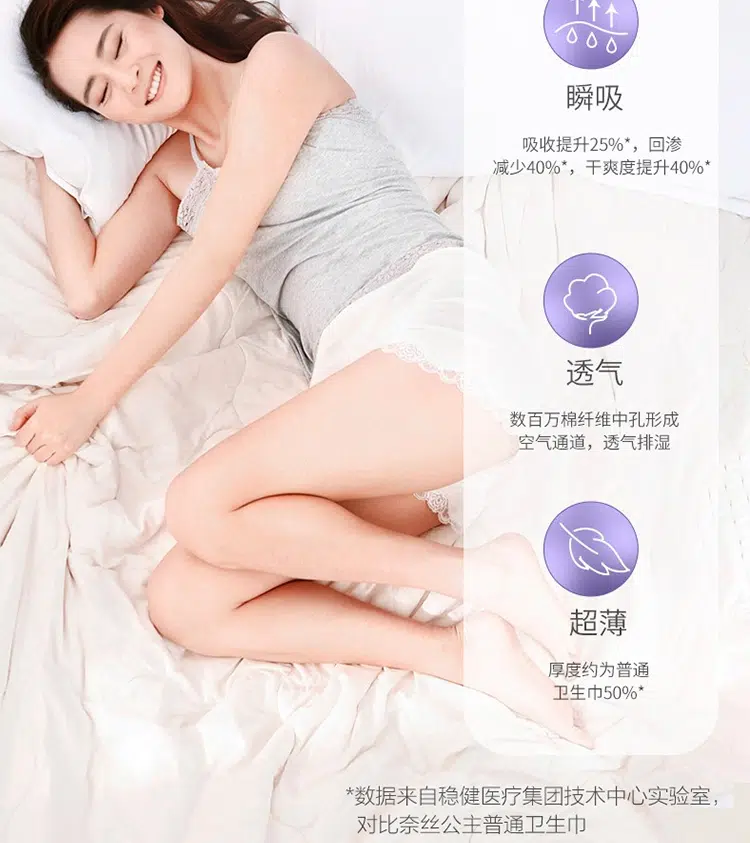 瞬吸
吸收提升25%*，回渗
减少40%*，干爽度提升40%*
透气
数百万棉纤维中孔形成
空气通道，透气排湿
超薄
厚度约为普通
卫生巾50%*
*数据来自稳健医疗集团技术中心实验室，
对比奈丝公主普通卫生巾